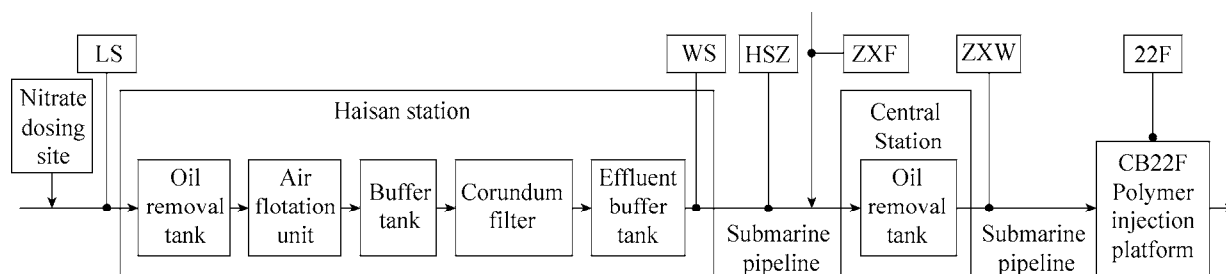 LS
WS
HSZ
ZXF
ZXW
22F
Nitrate
dosing
site
Haisan station
Central
Station
Oil
removal
tank
Air
flotation
unit
Buffer
tank
Corundum
filter
Effluent
buffer
tank
Submarine
pipeline
Oil
removal
tank
Submarine
pipeline
CB22F
Polymer
injection
platform